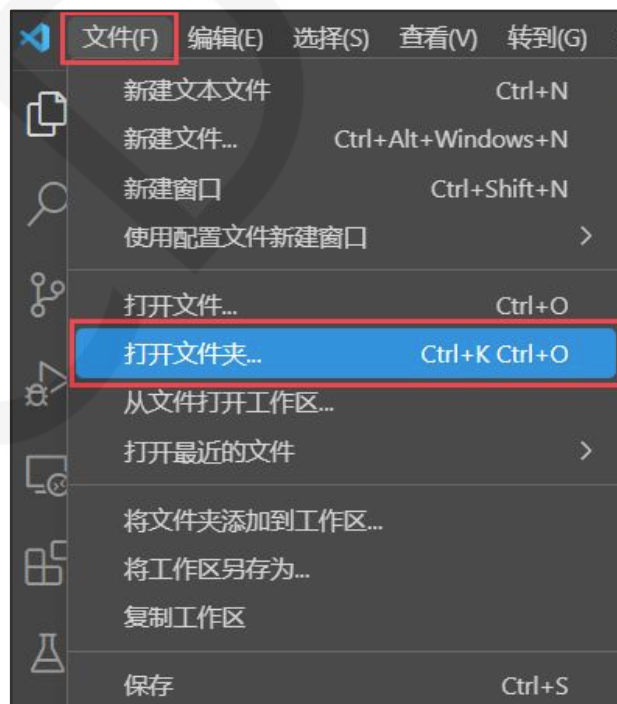 文件(F) 编辑(E) 选择(S) 查看(V) 转到(G)
新建文本文件 Ctrl+N
新建文件... Ctrl+Alt+Windows+N
新建窗口 Ctrl+Shift+N
使用配置文件新建窗口
打开文件... Ctrl+O
打开文件夹... Ctrl+K Ctrl+O
从文件打开工作区...
打开最近的文件
将文件夹添加到工作区...
将工作区另存为...
复制工作区
保存 Ctrl+S